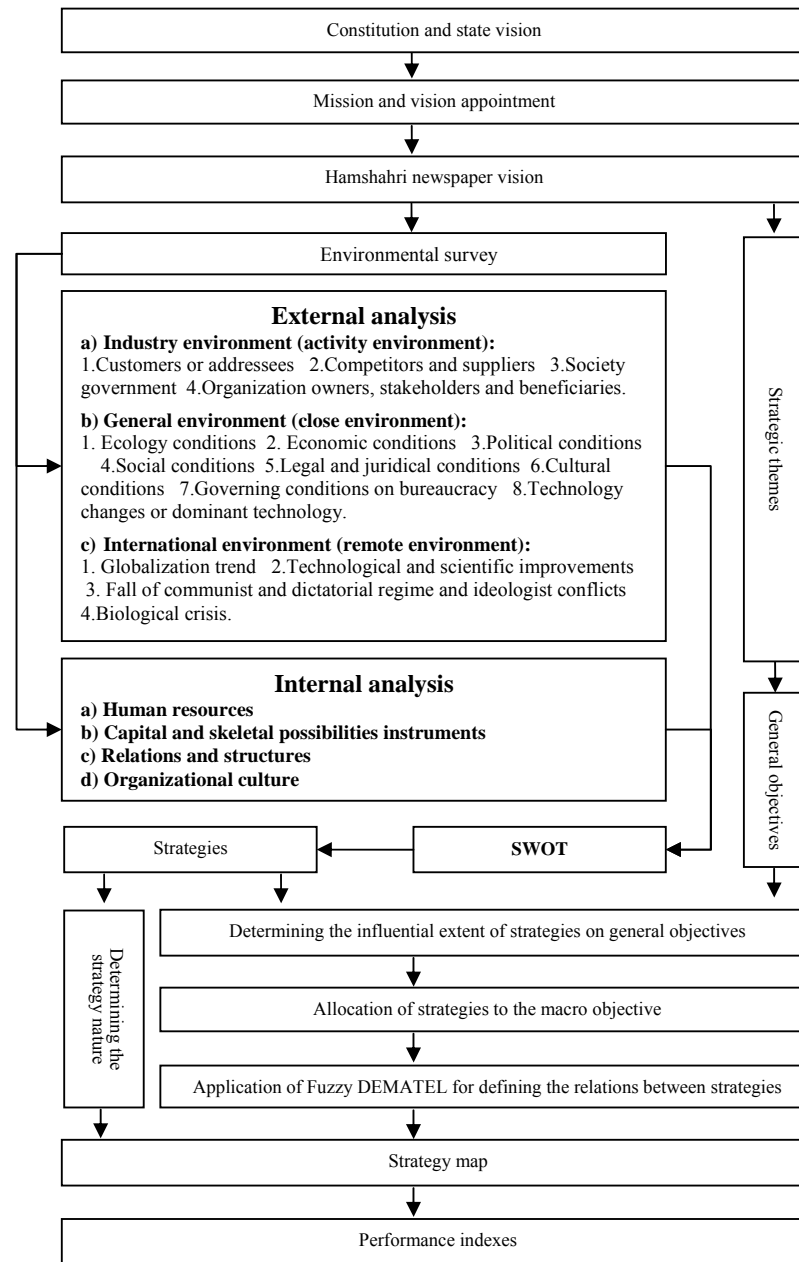 Constitution and state vision
Mission and vision appointment
Hamshahri newspaper vision
Environmental survey
External analysis
a) Industry environment (activity environment):
1.Customers or addressees 2.Competitors and suppliers 3.Society
government 4.Organization owners, stakeholders and beneficiaries.
b) General environment (close environment):
1. Ecology conditions 2. Economic conditions 3.Political conditions
4.Social conditions 5.Legal and juridical conditions 6.Cultural
conditions 7.Governing conditions on bureaucracy 8.Technology
changes or dominant technology.
c) International environment (remote environment):
1. Globalization trend 2.Technological and scientific improvements
3. Fall of communist and dictatorial regime and ideologist conflicts
4.Biological crisis.
Internal analysis
a) Human resources
b) Capital and skeletal possibilities instruments
c) Relations and structures
d) Organizational culture
Strategic themes
General objectives
Strategies
SWOT
Determining the
strategy nature
Determining the influential extent of strategies on general objectives
Allocation of strategies to the macro objective
Application of Fuzzy DEMATEL for defining the relations between strategies
Strategy map
Performance indexes